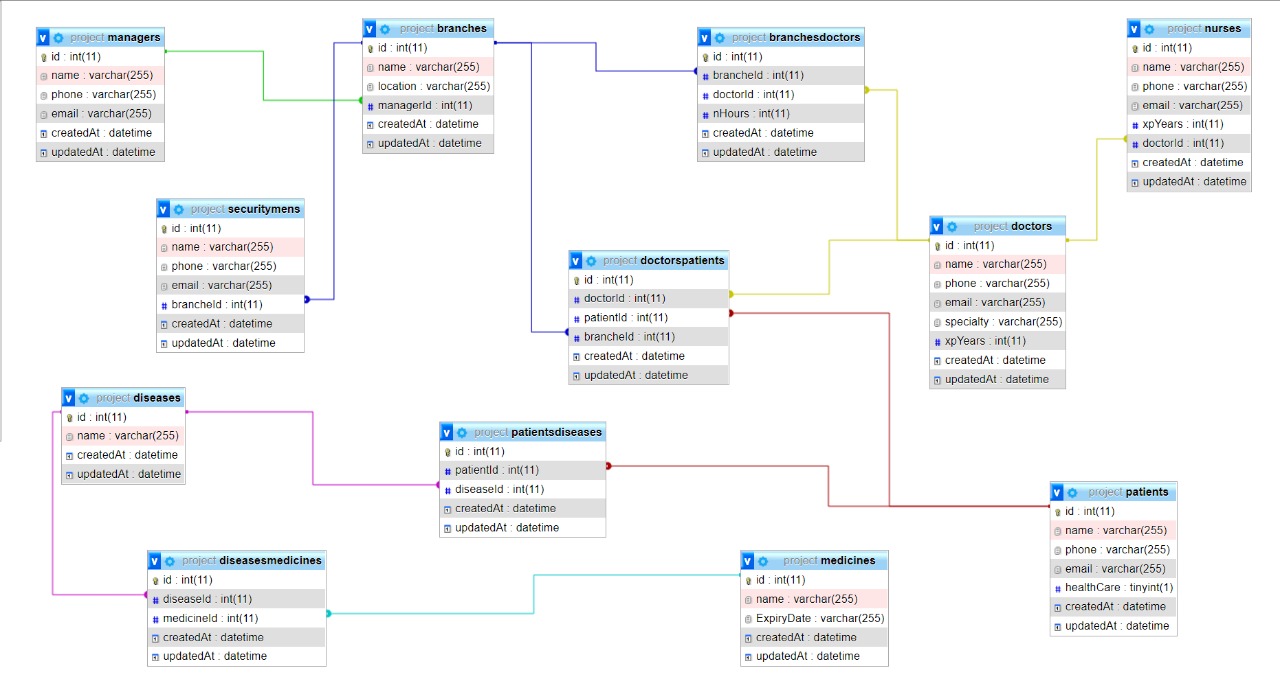 project managers
id : int(11)
name : varchar(255)
phone : varchar(255)
email : varchar(255)
createdAt : datetime
updatedAt : datetime
project branches
id : int(11)
name : varchar(255)
location : varchar(255)
managerId : int(11)
createdAt : datetime
updatedAt : datetime
project branchesdoctors
id : int(11)
brancheId : int(11)
doctorId : int(11)
nHours : int(11)
createdAt : datetime
updatedAt : datetime
project nurses
id : int(11)
name : varchar(255)
phone : varchar(255)
email : varchar(255)
xpYears : int(11)
doctorId : int(11)
createdAt : datetime
updatedAt : datetime
project securitymens
id : int(11)
name : varchar(255)
phone : varchar(255)
email : varchar(255)
brancheId : int(11)
createdAt : datetime
updatedAt : datetime
project doctorspatients
id : int(11)
doctorId : int(11)
patientId : int(11)
brancheId : int(11)
createdAt : datetime
updatedAt : datetime
project doctors
id : int(11)
name : varchar(255)
phone : varchar(255)
email : varchar(255)
specialty : varchar(255)
xpYears : int(11)
createdAt : datetime
updatedAt : datetime
project diseases
id : int(11)
name : varchar(255)
createdAt : datetime
updatedAt : datetime
project patientsdiseases
id : int(11)
patientId : int(11)
diseaseId : int(11)
createdAt : datetime
updatedAt : datetime
project patients
id : int(11)
name : varchar(255)
phone : varchar(255)
email : varchar(255)
healthCare : tinyint(1)
createdAt : datetime
updatedAt : datetime
project diseasesmedicines
id : int(11)
diseaseId : int(11)
medicineId : int(11)
createdAt : datetime
updatedAt : datetime
project medicines
id : int(11)
name : varchar(255)
ExpiryDate : varchar(255)
createdAt : datetime
updatedAt : datetime